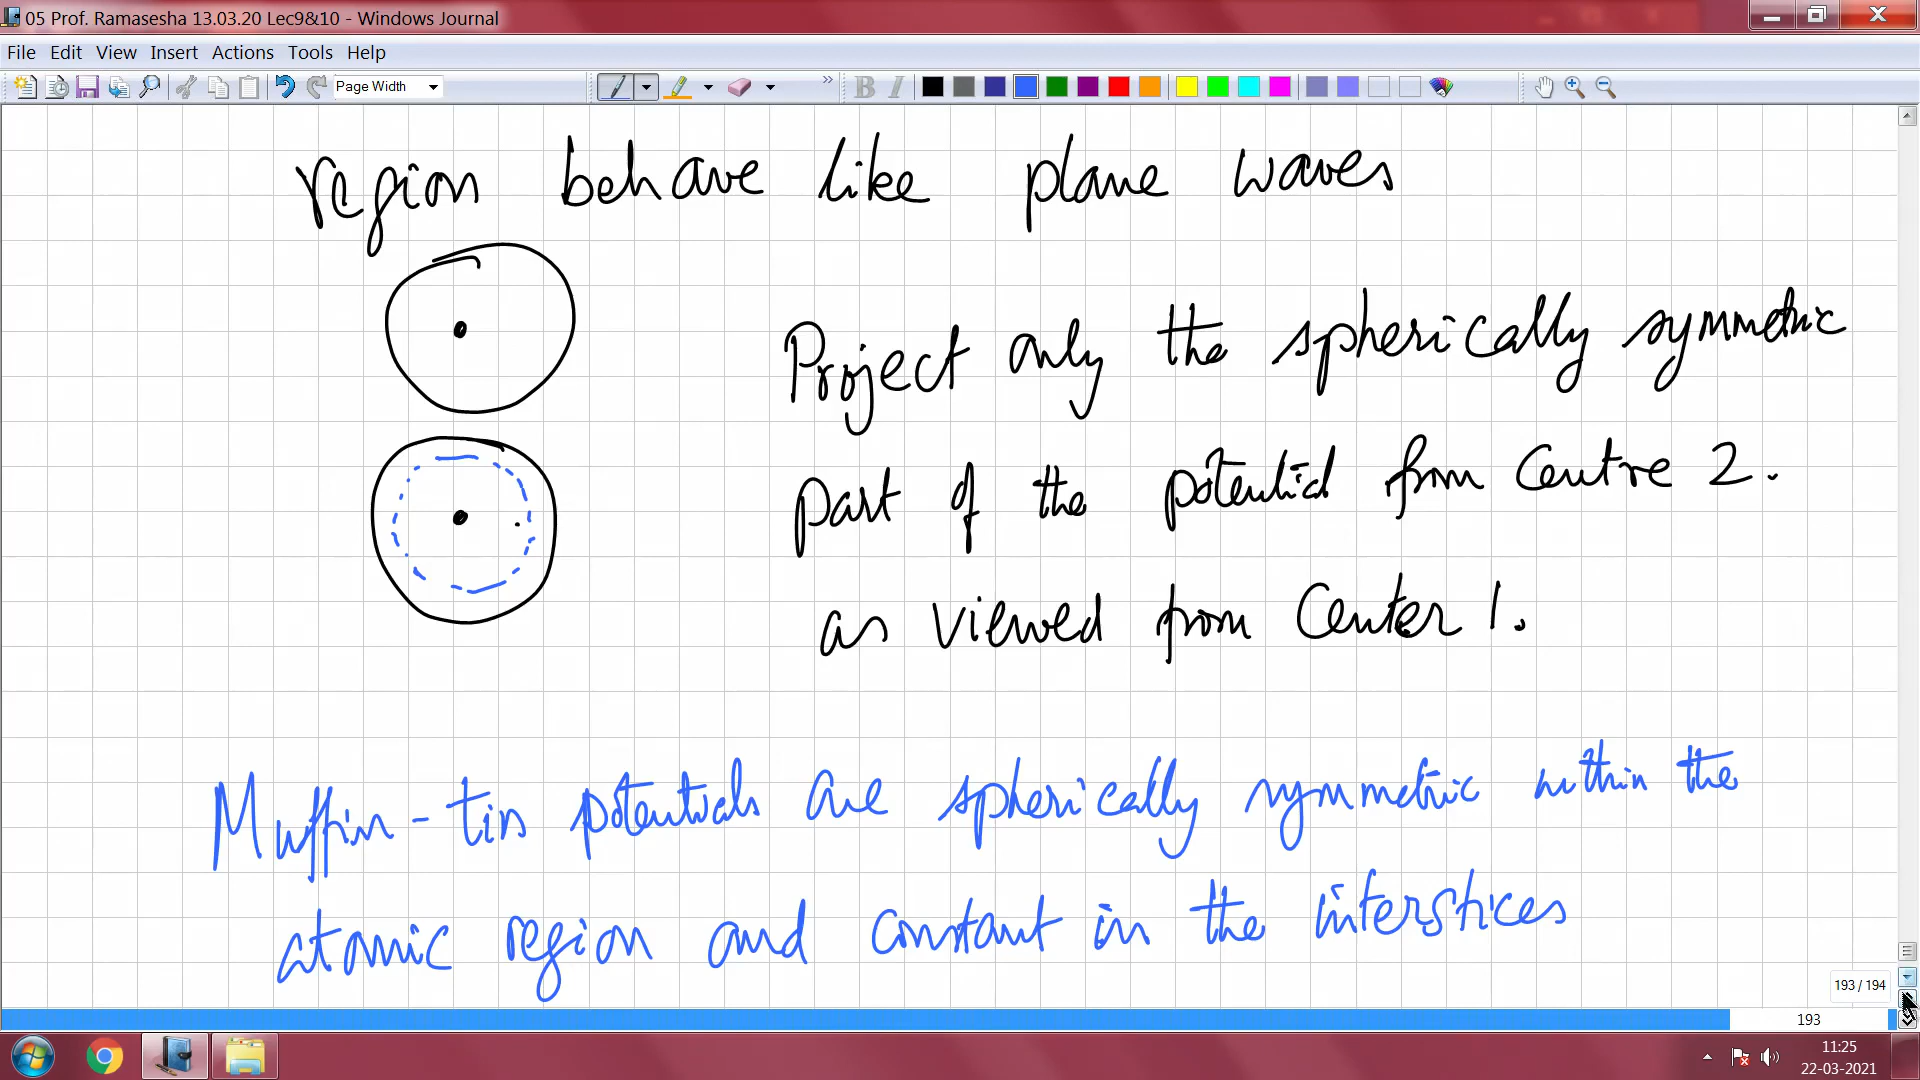 05 Prof. Ramasesha 13.03.20 Lec9&10 - Windows Journal
File Edit View Insert Actions Tools Help
Page Width
B I
region behave like plane waves
Project only the spherically symmetric
part of the potential from Centre 2.
as viewed from Center 1.
Muffin-tin potentials are spherically symmetric within the
atomic region and constant in the interstices
193 / 194
193
11:25
22-03-2021